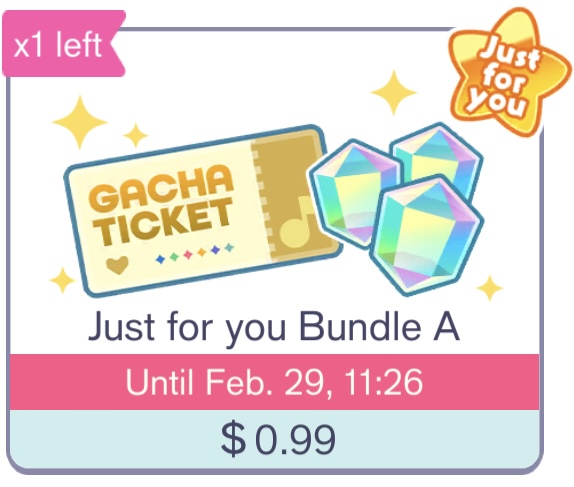 x1 left
Just
for
you
GACHA
TICKET
Just for you Bundle A
Until Feb. 29, 11:26
$ 0.99